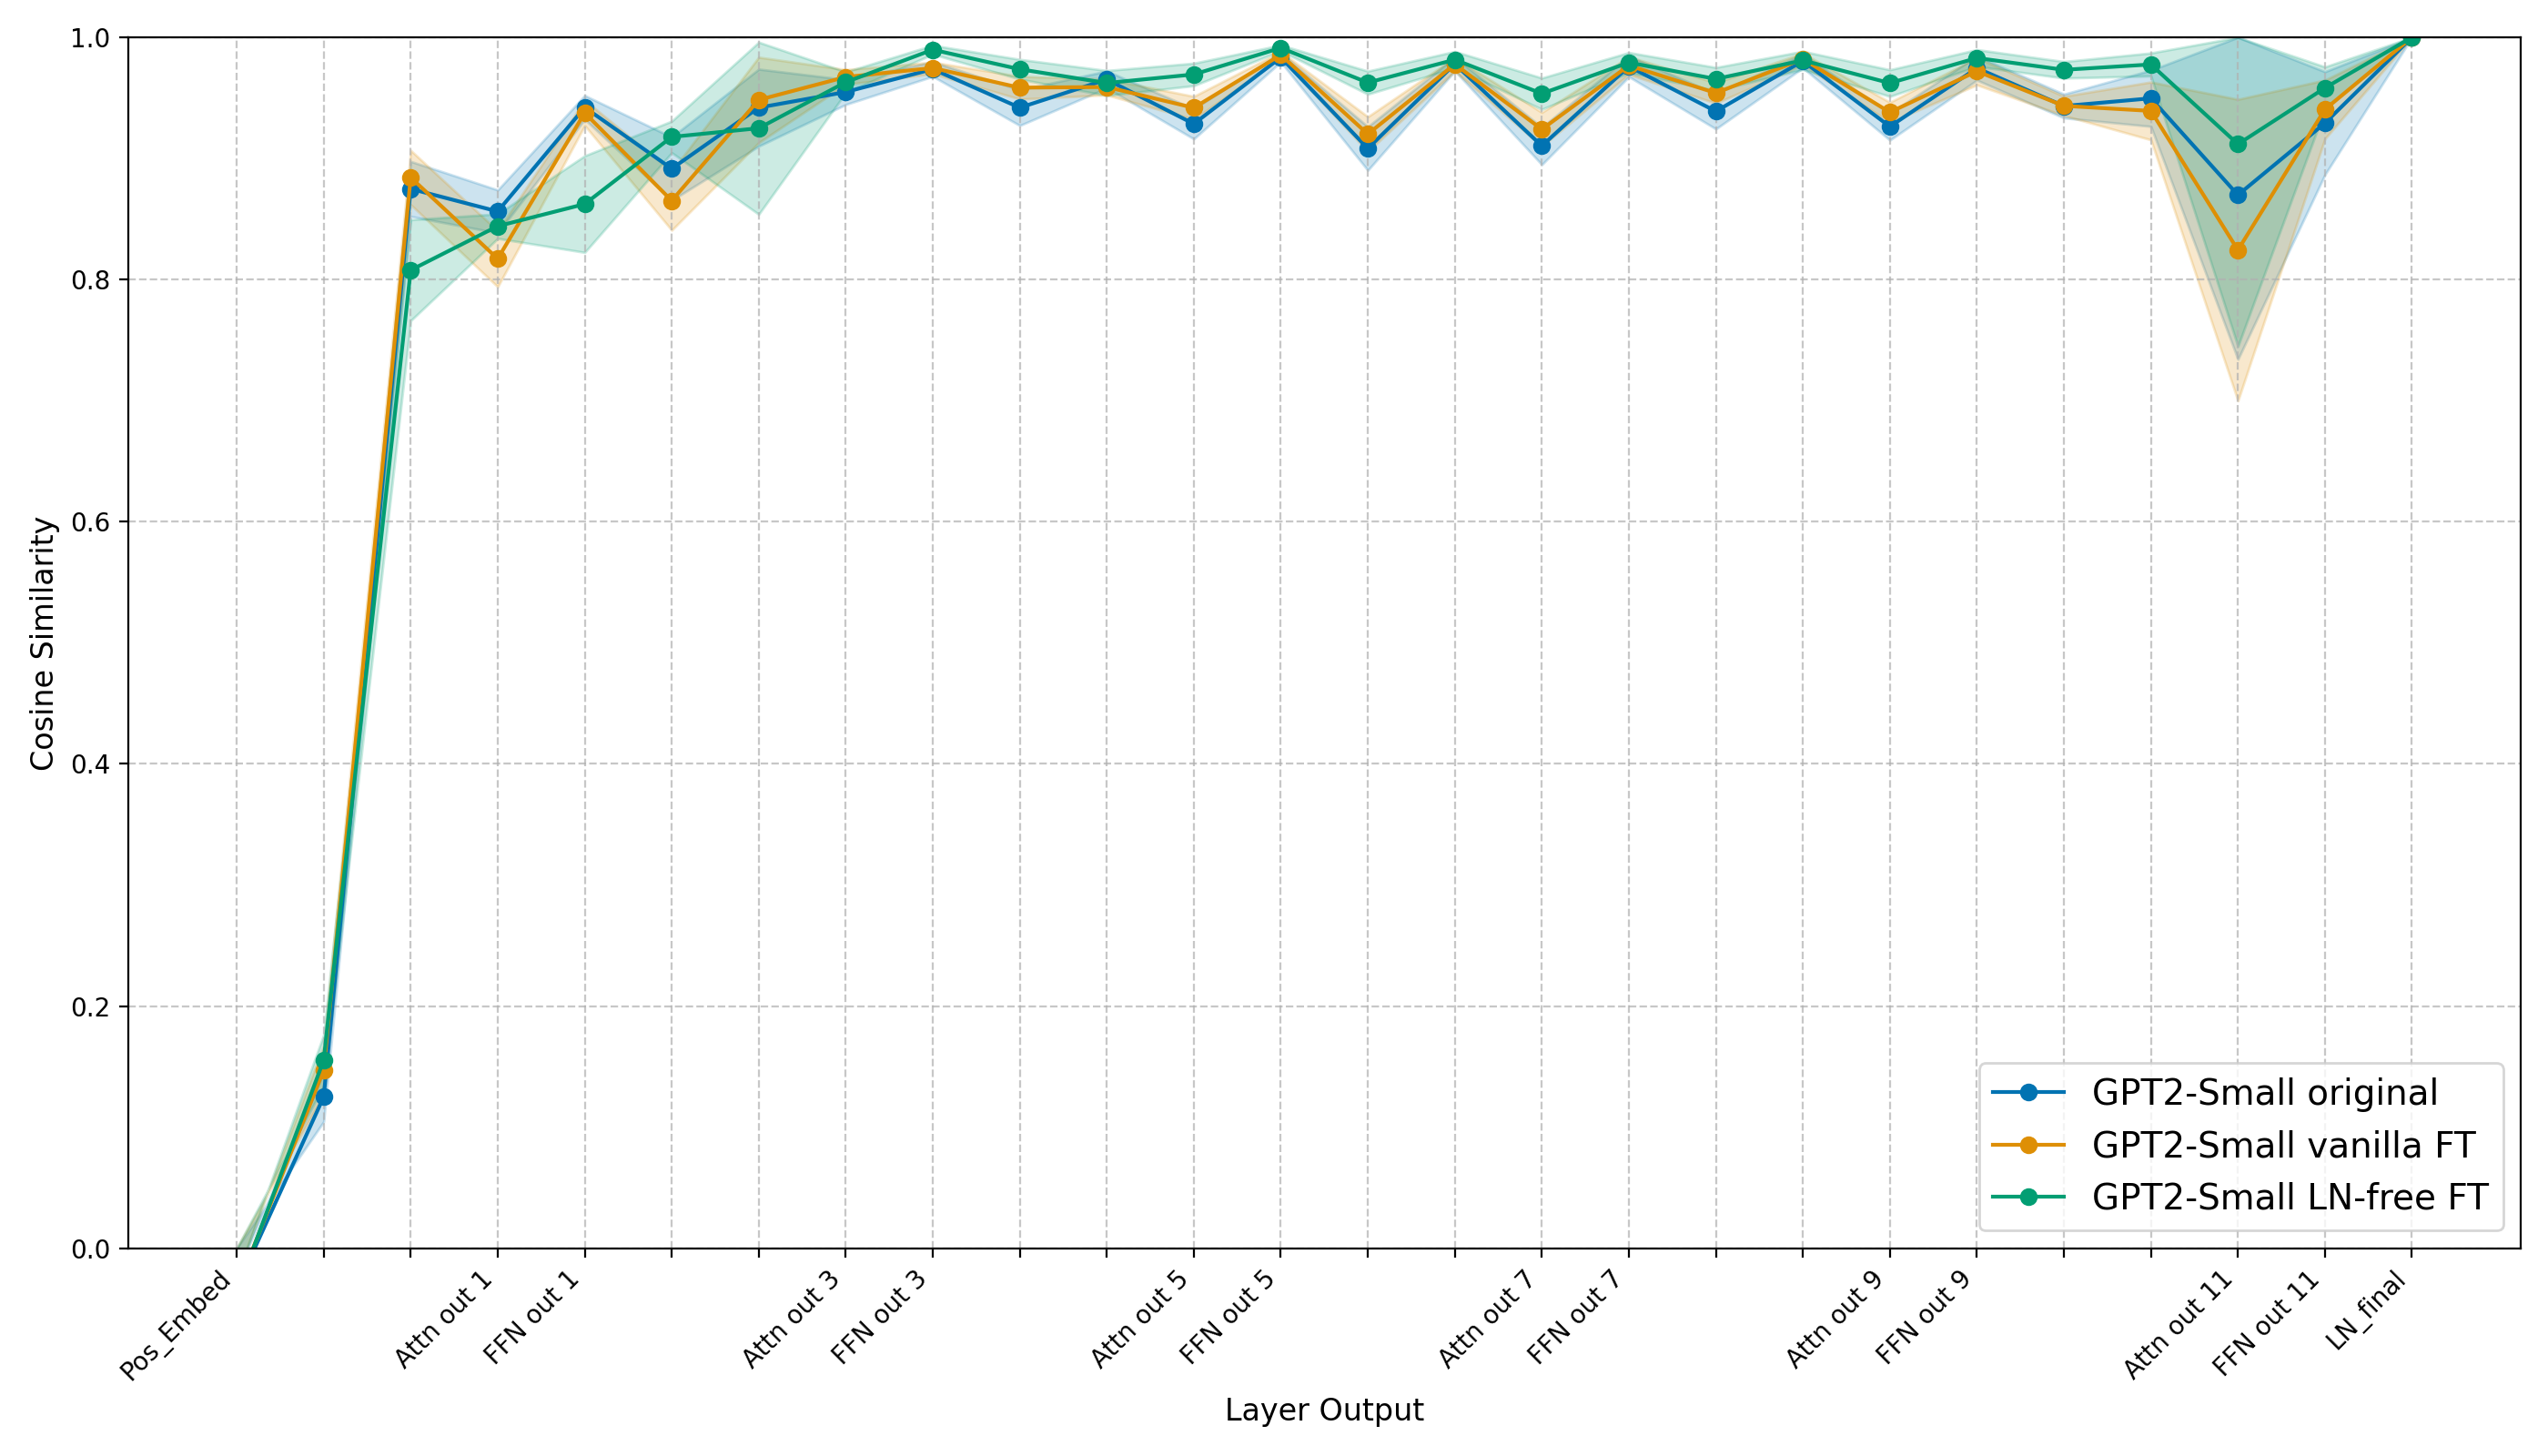 1.0
0.8
0.6
0.4
0.2
0.0
Cosine Similarity
GPT2-Small original
GPT2-Small vanilla FT
GPT2-Small LN-free FT
Pos_Embed
Attn out 1
FFN out 1
Attn out 3
FFN out 3
Attn out 5
FFN out 5
Attn out 7
FFN out 7
Attn out 9
FFN out 9
Attn out 11
FFN out 11
LN_final
Layer Output